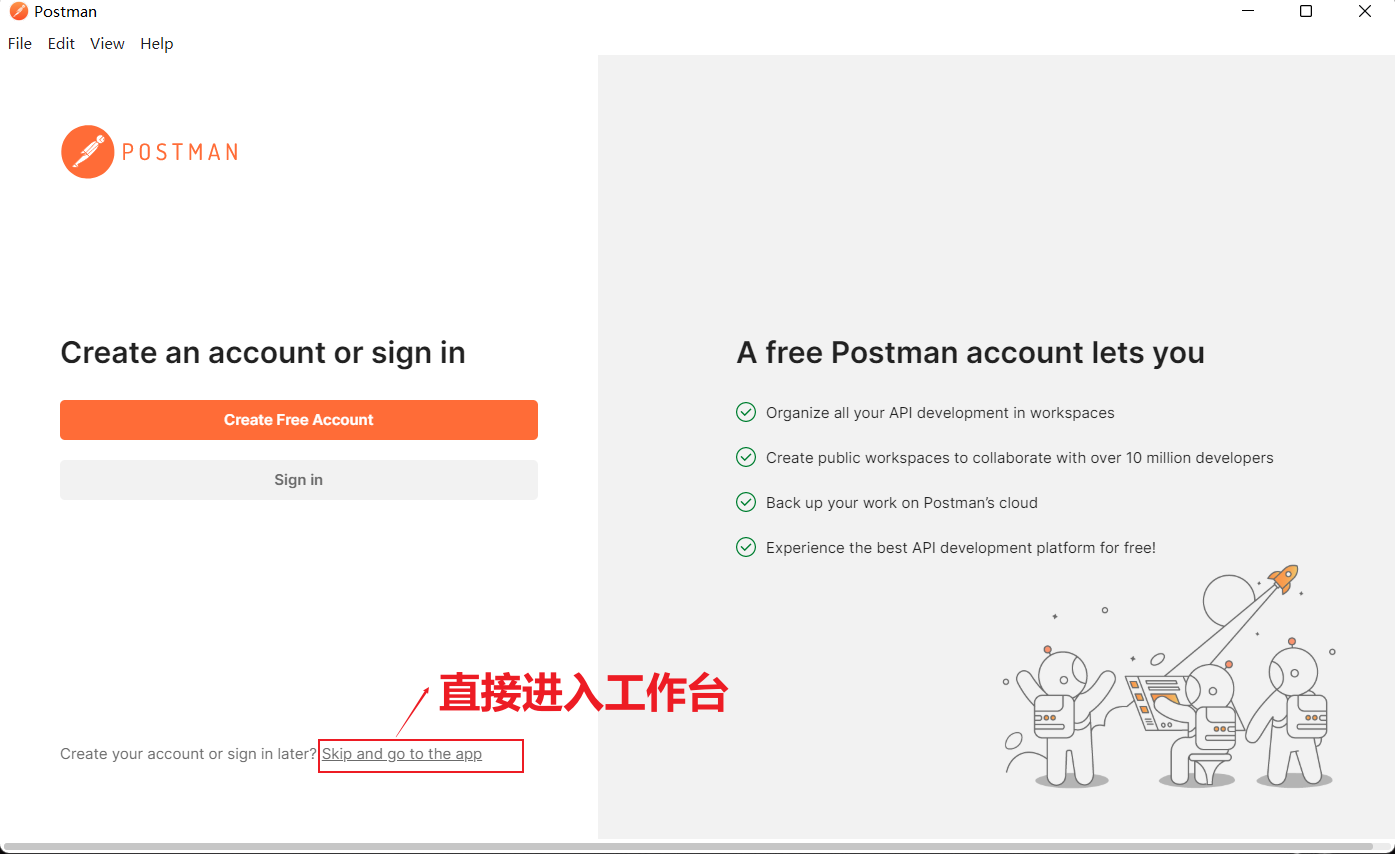 Postman
File Edit View Help
POSTMAN
Create an account or sign in
Create Free Account
Sign in
Create your account or sign in later? Skip and go to the app
直接进入工作台
A free Postman account lets you
Organize all your API development in workspaces
Create public workspaces to collaborate with over 10 million developers
Back up your work on Postman’s cloud
Experience the best API development platform for free!